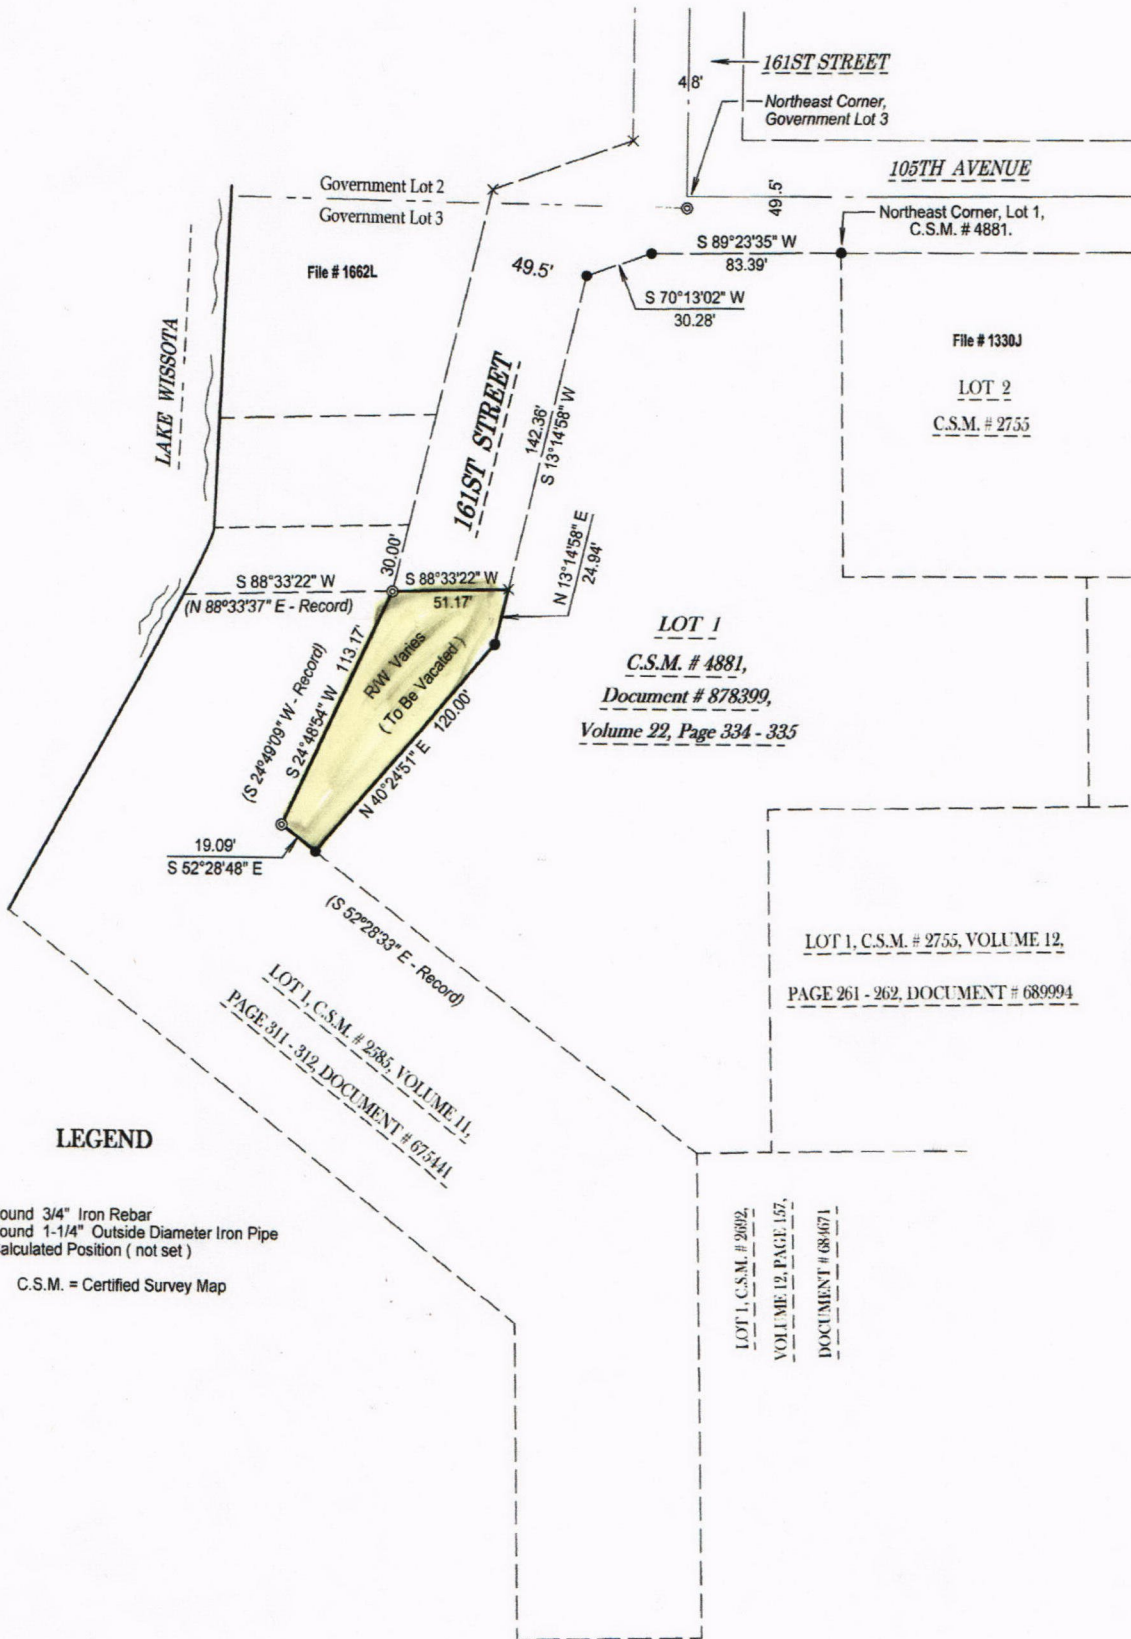 161ST STREET
48'
Northeast Corner,
Government Lot 3
105TH AVENUE
Government Lot 2
Government Lot 3
49.5'
Northeast Corner, Lot 1,
C.S.M. # 4881.
S 89°23'35" W
83.39'
49.5'
File # 1662L
S 70°13'02" W
30.28'
File # 1330J
LOT 2
C.S.M. # 2755
LAKE WISSOTA
161ST STREET
142.36'
S 13°14'58" W
N 13°14'58" E
24.94'
30.00'
S 88°33'22" W
(N 88°33'37" E - Record)
S 88°33'22" W
51.17'
LOT 1
C.S.M. # 4881,
Document # 878399,
Volume 22, Page 334 - 335
R/W Varies
( To Be Vacated )
(S 24°49'09" W - Record)
S 24°48'54" W 113.17'
N 40°24'51" E 120.00'
19.09'
S 52°28'48" E
(S 52°28'33" E - Record)
LOT 1, C.S.M. # 2755, VOLUME 12,
PAGE 261 - 262, DOCUMENT # 689994
LOT 1, C.S.M. # 2585, VOLUME 11,
PAGE 311 - 312, DOCUMENT # 675441
LEGEND
ound 3/4" Iron Rebar
ound 1-1/4" Outside Diameter Iron Pipe
alculated Position ( not set )
C.S.M. = Certified Survey Map
LOT 1, C.S.M. # 2692,
VOLUME 12, PAGE 157,
DOCUMENT # 684671